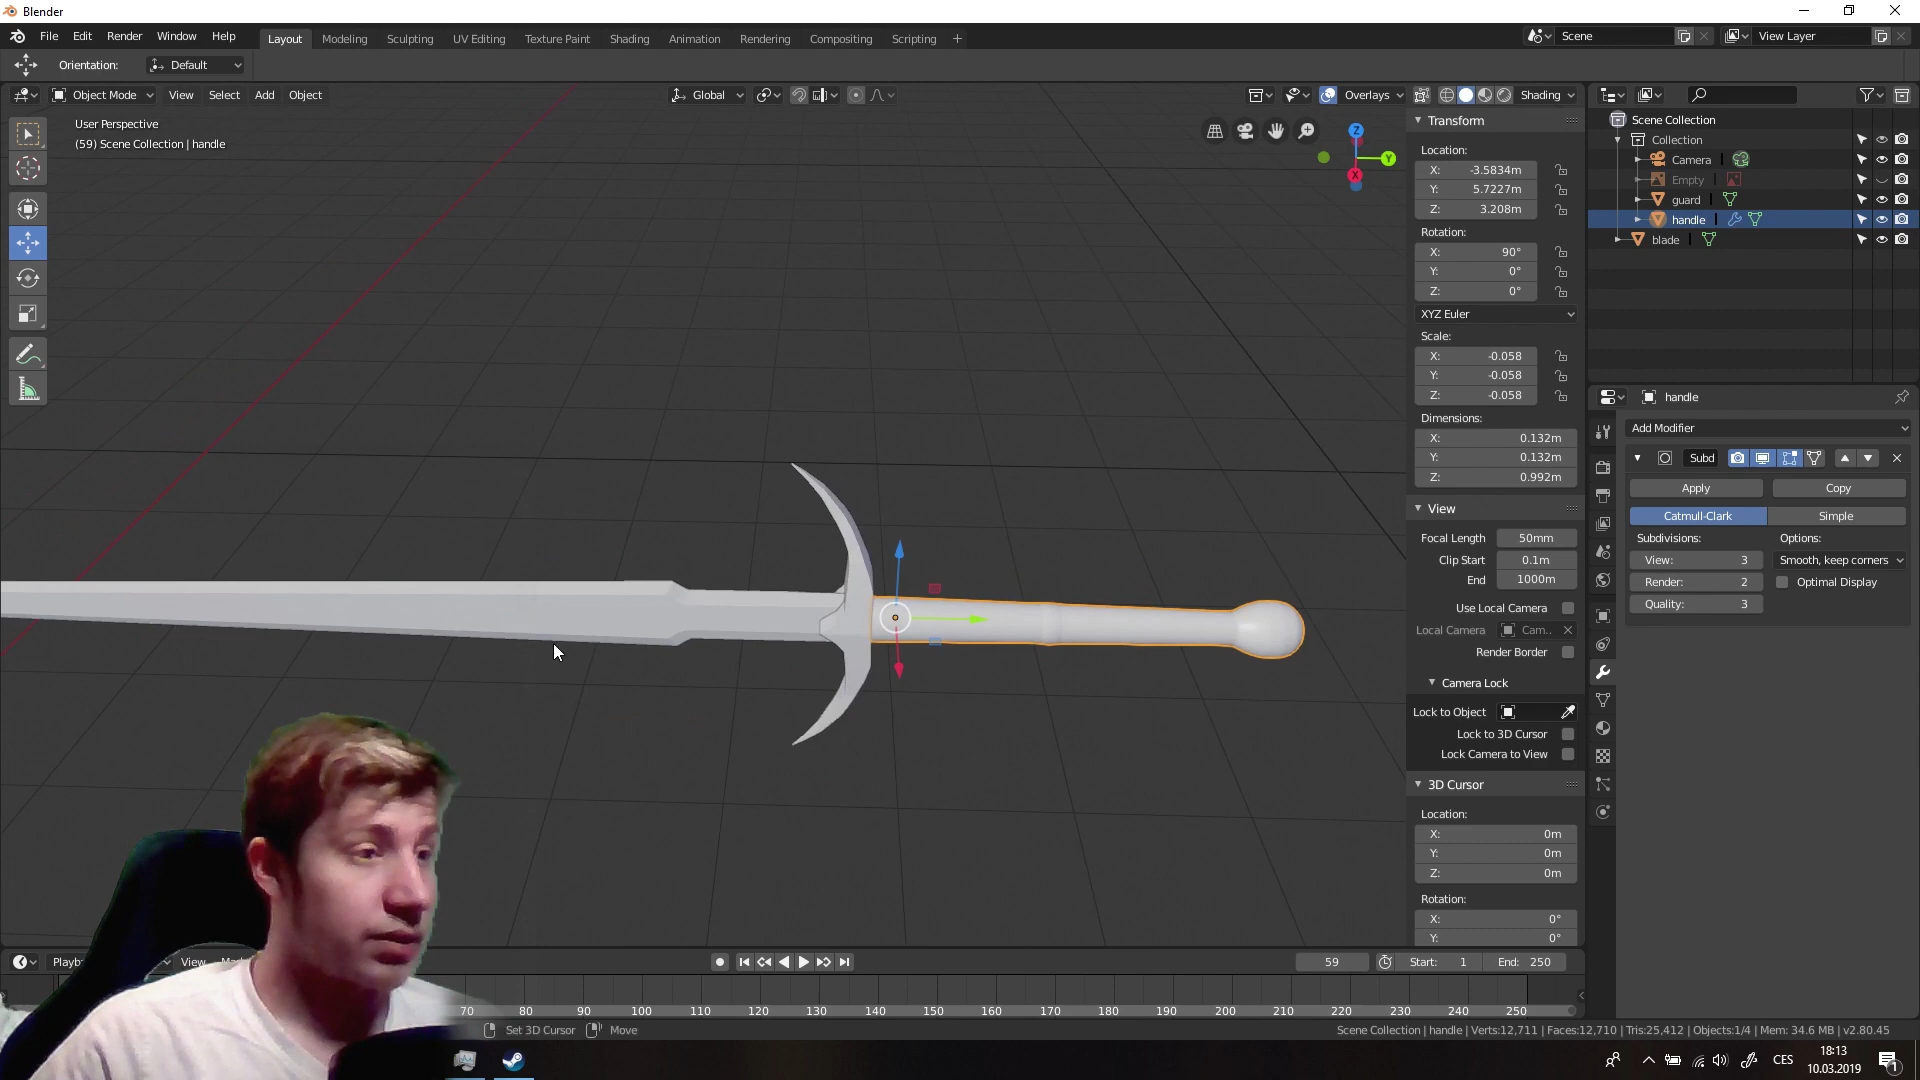 Blender
File Edit Render Window Help
Layout Modeling Sculpting UV Editing Texture Paint Shading Animation Rendering Compositing Scripting
Scene
View Layer
Orientation: Default
Object Mode View Select Add Object
Global
Overlays
Shading
User Perspective
(59) Scene Collection | handle
Z
Y
X
Transform
Location:
X: -3.5834m
Y: 5.7227m
Z: 3.208m
Rotation:
X: 90°
Y: 0°
Z: 0°
XYZ Euler
Scale:
X: -0.058
Y: -0.058
Z: -0.058
Dimensions:
X: 0.132m
Y: 0.132m
Z: 0.992m
View
Focal Length 50mm
Clip Start 0.1m
End 1000m
Use Local Camera
Local Camera Cam..
Render Border
Camera Lock
Lock to Object
Lock to 3D Cursor
Lock Camera to View
3D Cursor
Location:
X: 0m
Y: 0m
Z: 0m
Rotation:
X: 0°
Y: 0°
Scene Collection
Collection
Camera
Empty
guard
handle
blade
handle
Add Modifier
Subd
Apply Copy
Catmull-Clark Simple
Subdivisions: Options:
View: 3 Smooth, keep corners
Render: 2 Optimal Display
Quality: 3
View
59 Start: 1 End: 250
70 80 90 100 110 120 130 140 150 160 170 180 190 200 210 220 230 240 250
Set 3D Cursor Move
Scene Collection | handle | Verts:12,711 | Faces:12,710 | Tris:25,412 | Objects:1/4 | Mem: 34.6 MB | v2.80.45
CES
18:13
10.03.2019
1